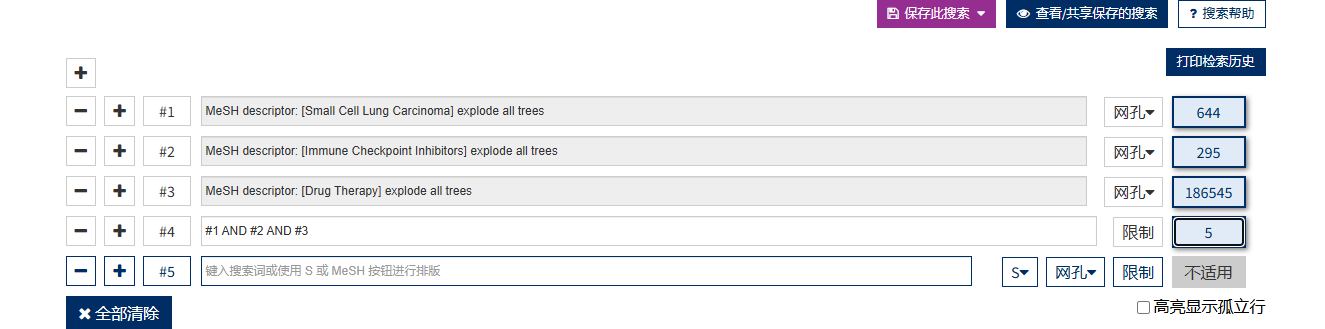 保存此搜索
查看/共享保存的搜索
? 搜索帮助
打印检索历史
#1 MeSH descriptor: [Small Cell Lung Carcinoma] explode all trees 网孔 644
#2 MeSH descriptor: [Immune Checkpoint Inhibitors] explode all trees 网孔 295
#3 MeSH descriptor: [Drug Therapy] explode all trees 网孔 186545
#4 #1 AND #2 AND #3 限制 5
#5 键入搜索词或使用 S 或 MeSH 按钮进行排版 S 网孔 限制 不适用
全部清除
高亮显示孤立行